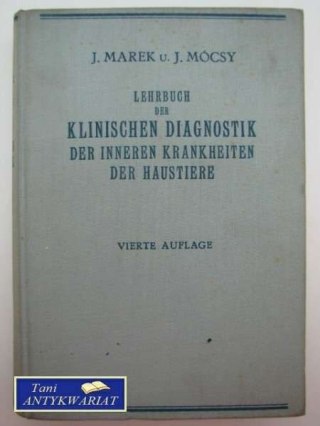 J. MAREK U. J. MÓCSY
LEHRBUCH
DER
KLINISCHEN DIAGNOSTIK
DER INNEREN KRANKHEITEN
DER HAUSTIERE
VIERTE AUFLAGE
Tani
ANTYKWARIAT